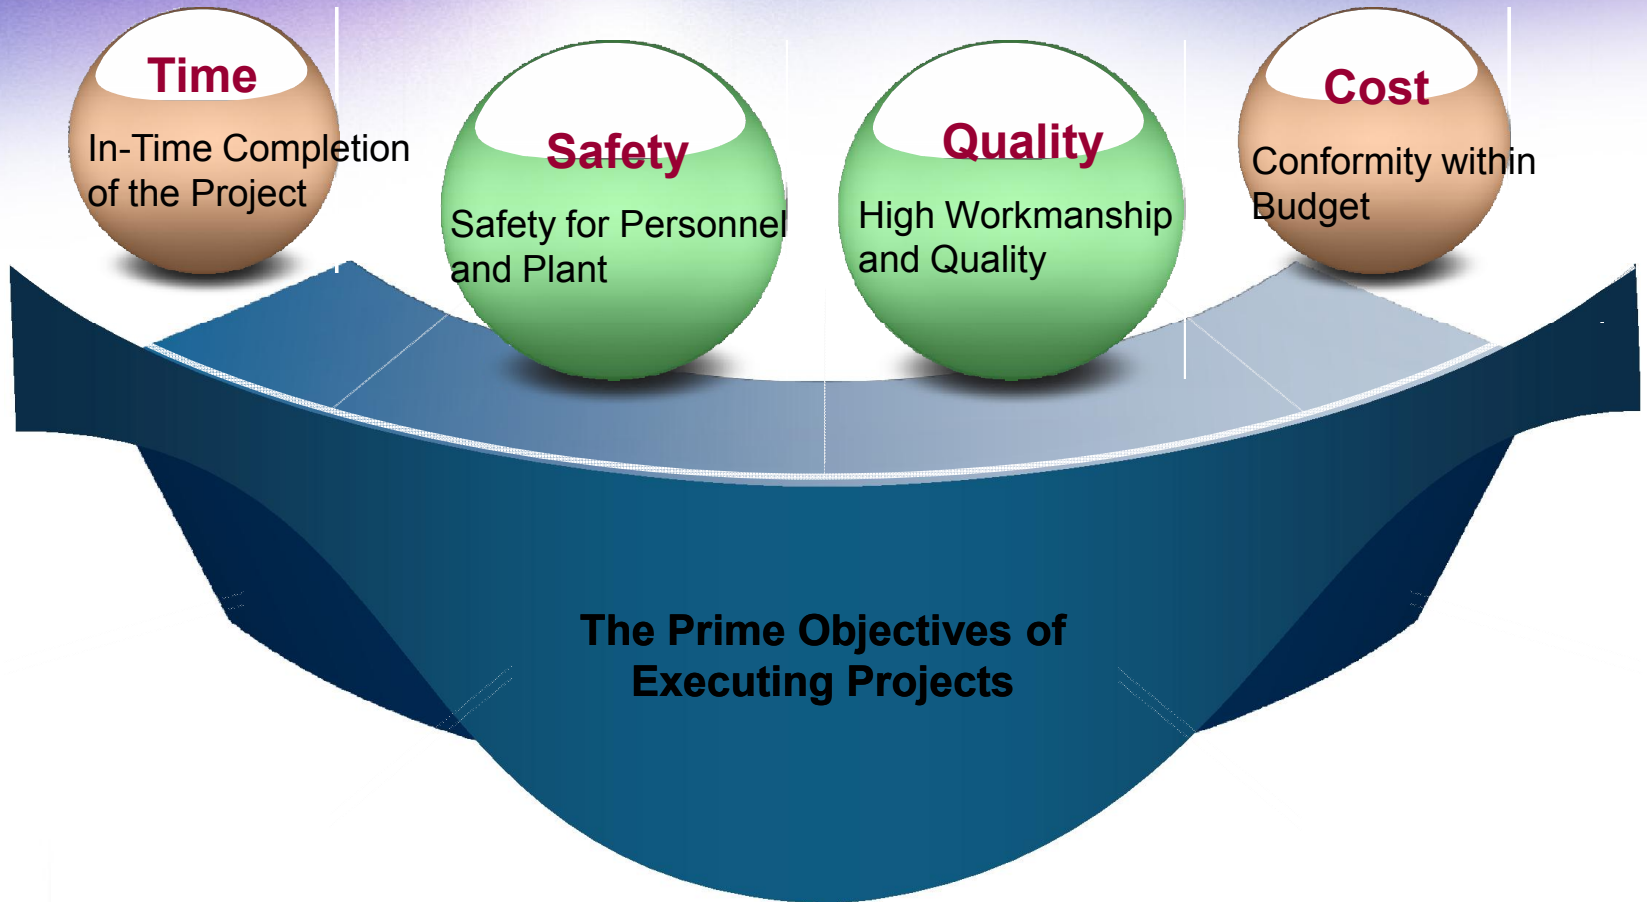 Time
In-Time Completion
of the Project
Safety
Safety for Personnel
and Plant
Quality
High Workmanship
and Quality
Cost
Conformity within
Budget
The Prime Objectives of
Executing Projects